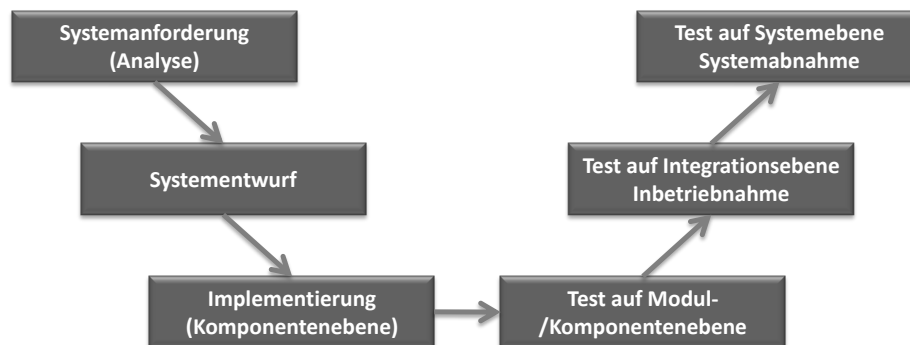 Systemanforderung
(Analyse)
Systementwurf
Implementierung
(Komponentenebene)
Test auf Modul-
/Komponentenebene
Test auf Integrationsebene
Inbetriebnahme
Test auf Systemebene
Systemabnahme